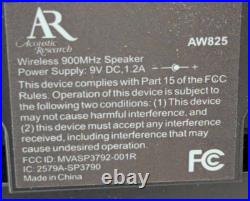 AR
Acoustic
Research
AW825
Wireless 900MHz Speaker
Power Supply: 9V DC,1.2A
This device complies with Part 15 of the FCC
Rules. Operation of this device is subject to
the following two conditions: (1) This device may
not cause harmful interference, and
(2) this device must accept any interference
received, including interference that may
cause undesired operation.
FCC ID: MVASP3792-001R
IC: 2579A-SP3790
Made in China
FC